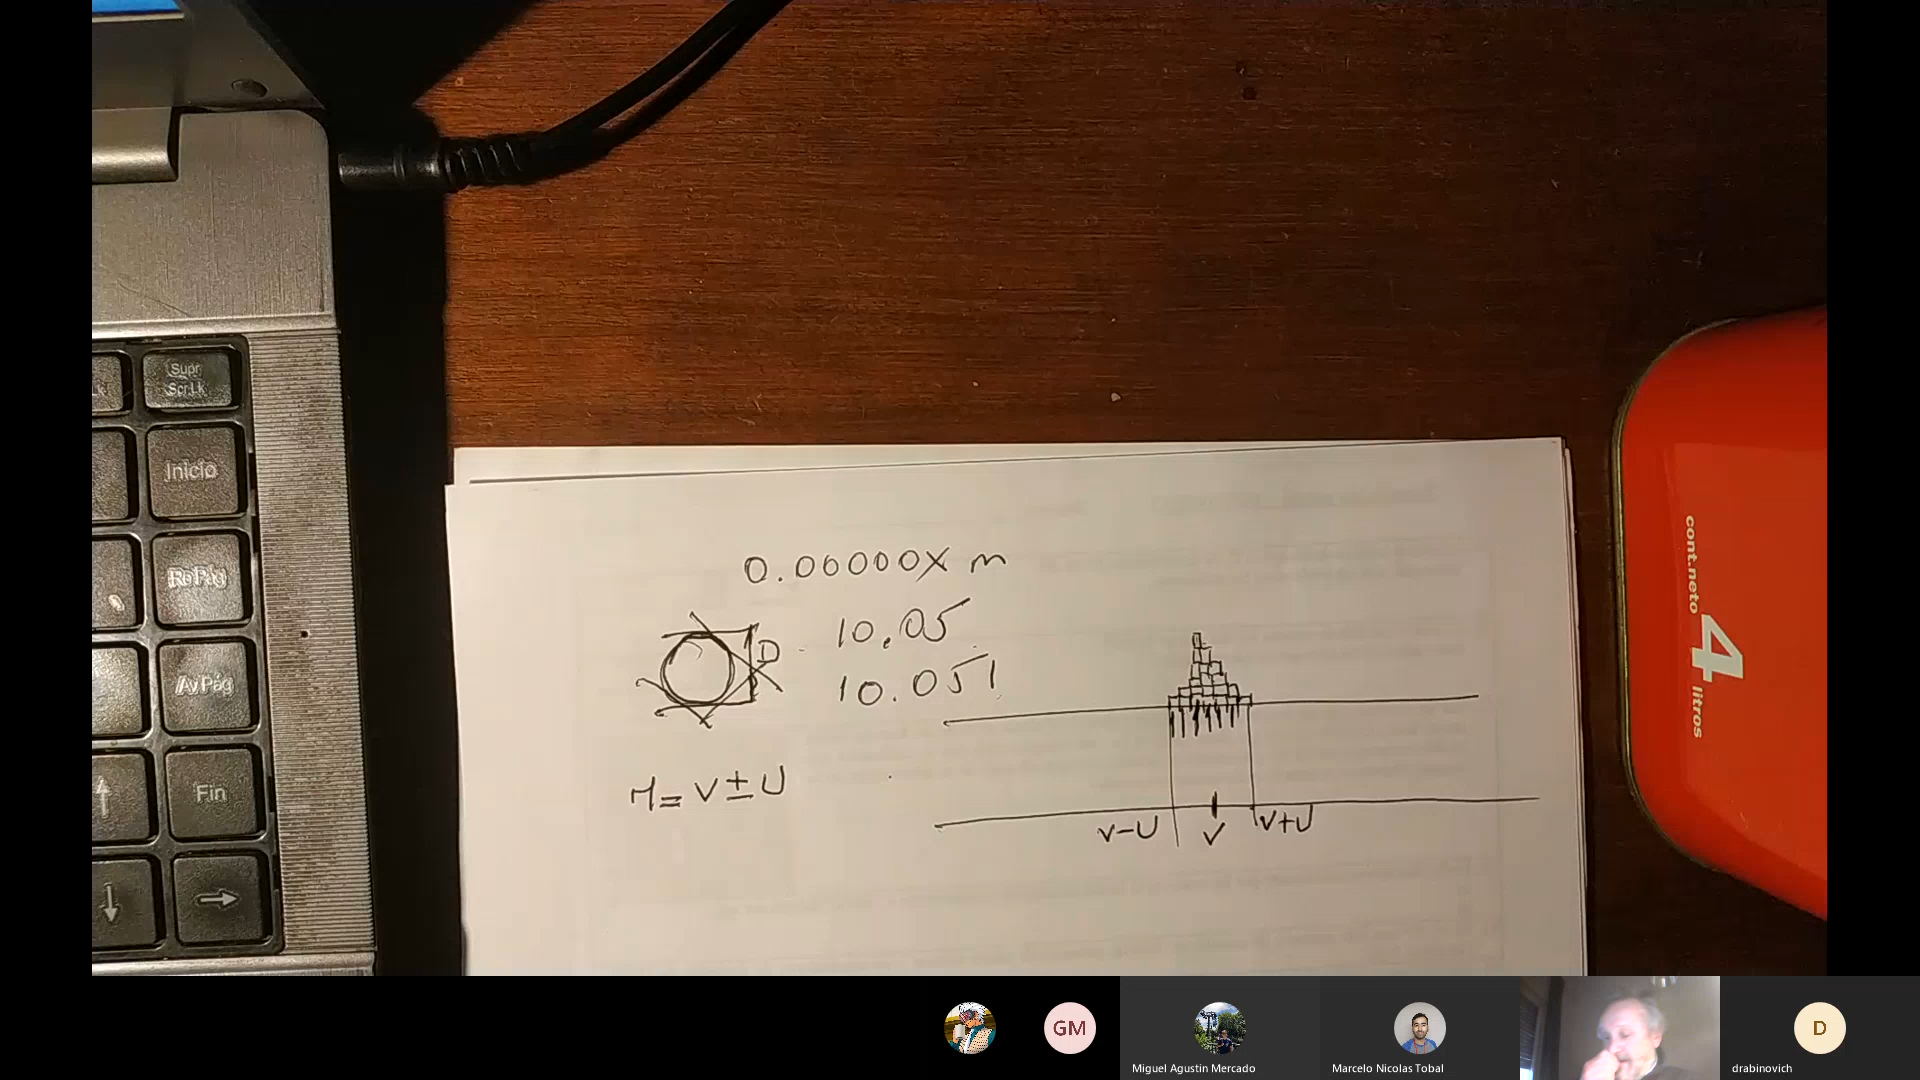 Supr
Scr Lk
Inicio
RePág
AvPág
Fin
0.00000X m
10.05
D
10.051
M = V ± U
V-U
V
V+U
cont.neto
4
litros
GM
D
Miguel Agustin Mercado
Marcelo Nicolas Tobal
drabinovich